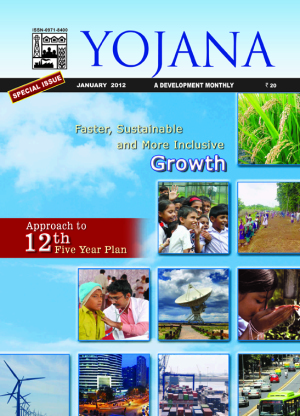 ISSN-0971-8400
YOJANA
SPECIAL ISSUE
JANUARY 2012
A DEVELOPMENT MONTHLY
₹ 20
Faster, Sustainable
and More Inclusive
Growth
Approach to
12th
Five Year Plan